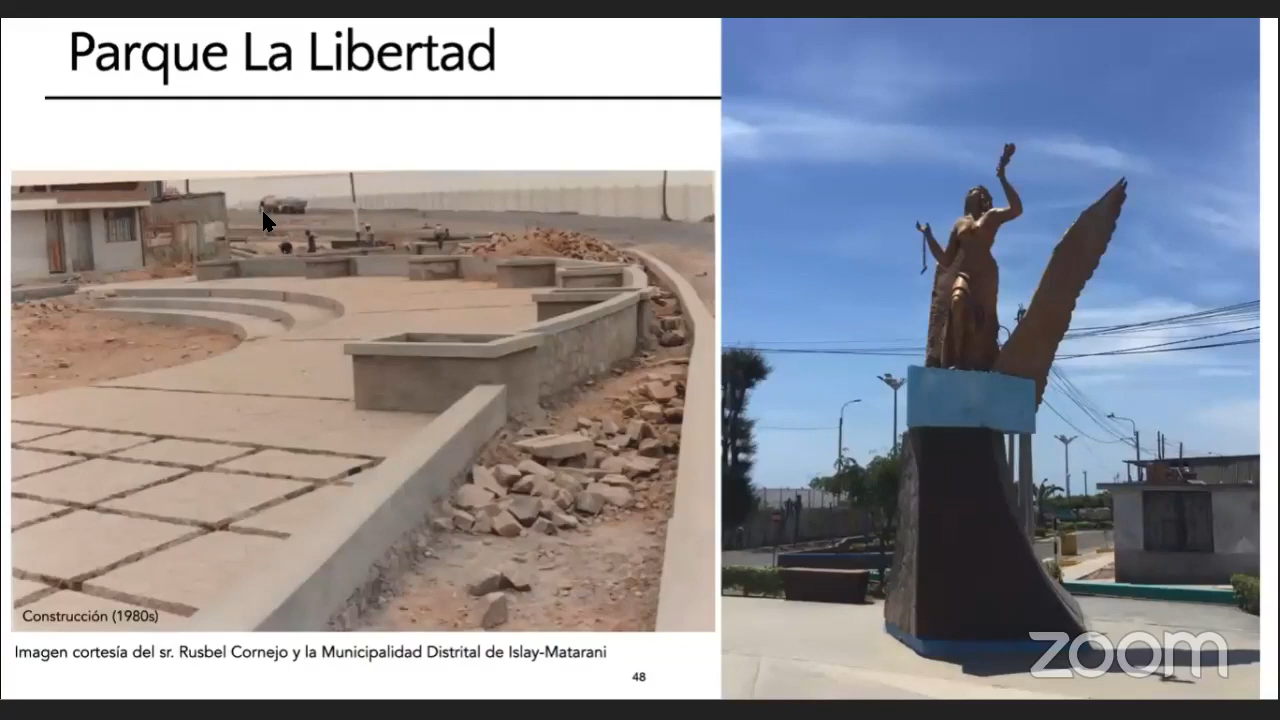 Parque La Libertad
Construcción (1980s)
Imagen cortesía del sr. Rusbel Cornejo y la Municipalidad Distrital de Islay-Matarani
48
zoom